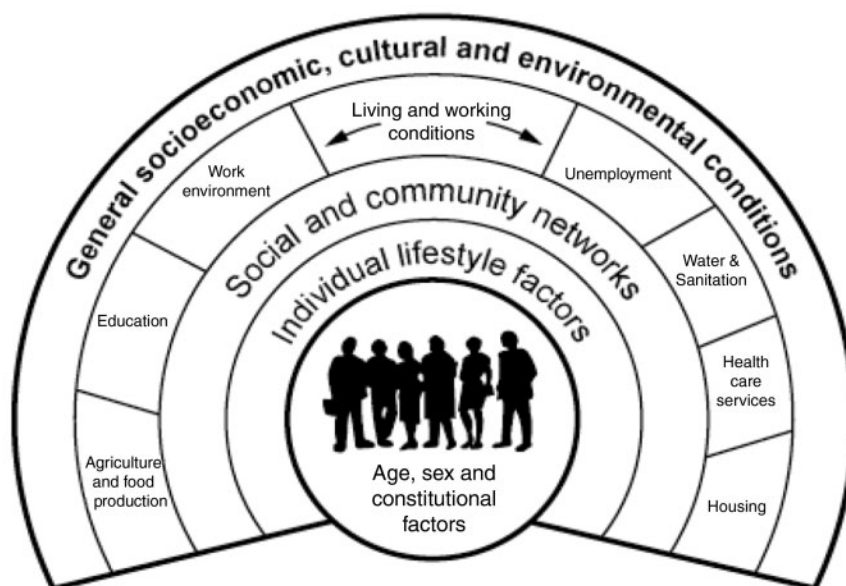 General socioeconomic, cultural and environmental conditions
Living and working
conditions
Work
environment
Unemployment
Education
Water &
Sanitation
Agriculture
and food
production
Health
care
services
Housing
Social and community networks
Individual lifestyle factors
Age, sex and
constitutional
factors